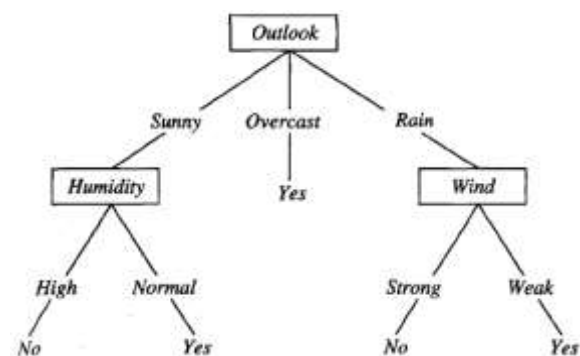 Outlook
Sunny Overcast Rain
Humidity Yes Wind
High Normal Strong Weak
No Yes No Yes